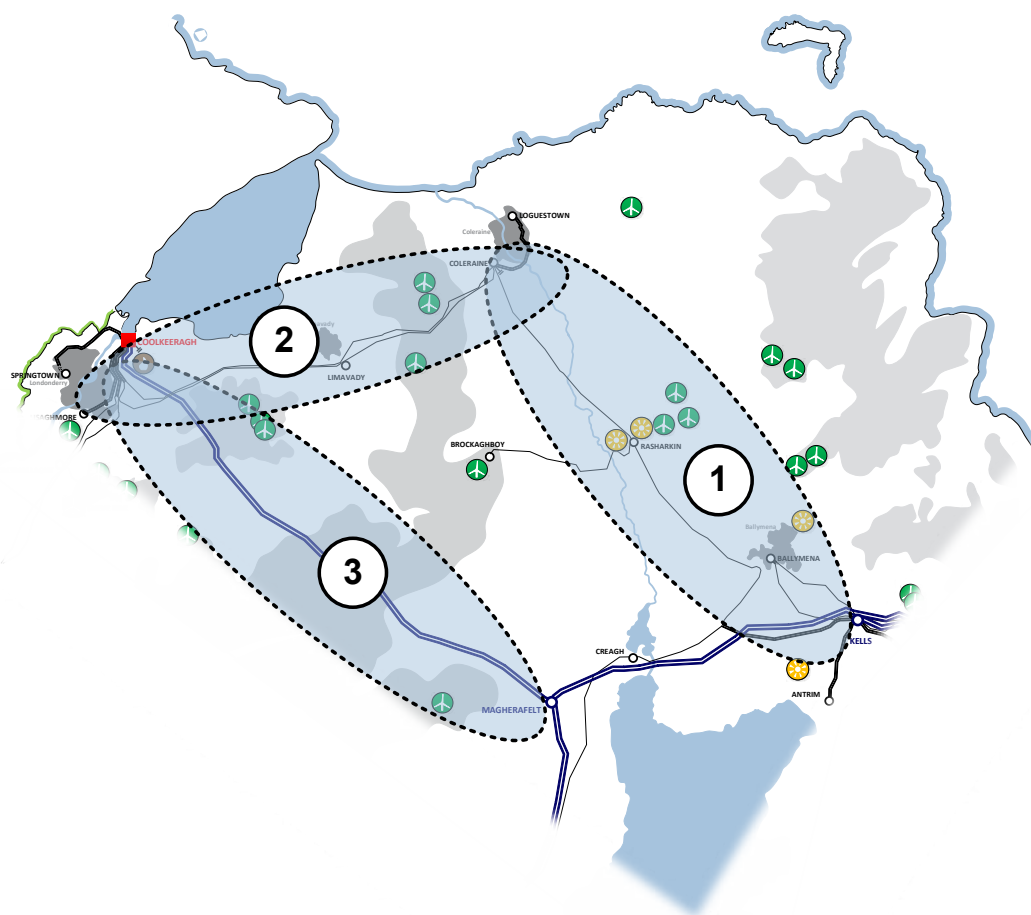 LOGUESTOWN
Coleraine
COLERAINE
2
COOLKEERAGH
LIMAVADY
SPRINGTOWN
Londonderry
BROCKAGHBOY
RASHARKIN
1
Ballymena
BALLYMENA
3
KELLS
CREAGH
ANTRIM
MAGHERAFELT